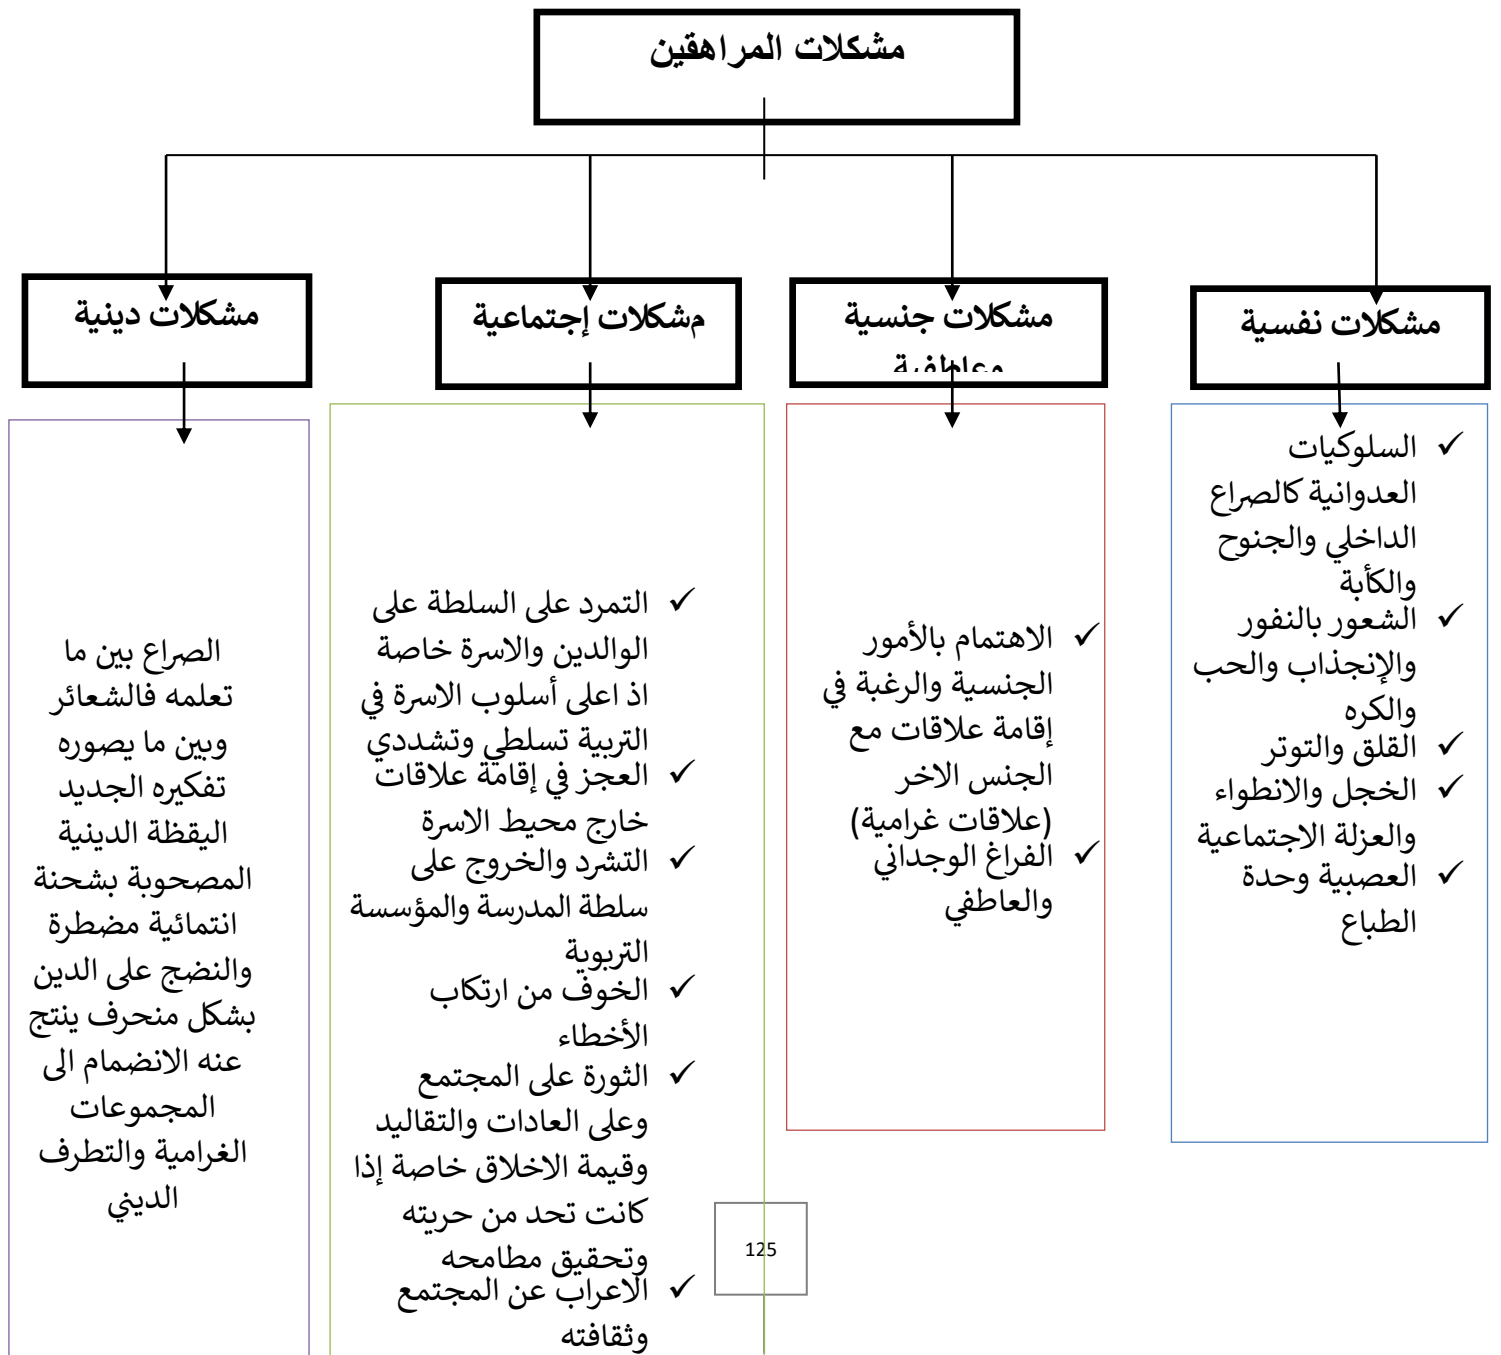 مشكلات المراهقين
مشكلات نفسية
مشكلات جنسية
وعاطفية
مشكلات إجتماعية
مشكلات دينية
✓ السلوكيات
العدوانية كالصراع
الداخلي والجنوح
والكأبة
✓ الشعور بالنفور
والإنجذاب والحب
والكره
✓ القلق والتوتر
✓ الخجل والانطواء
والعزلة الاجتماعية
✓ العصبية وحدة
الطباع
✓ الاهتمام بالأمور
الجنسية والرغبة في
إقامة علاقات مع
الجنس الاخر
(علاقات غرامية)
✓ الفراغ الوجداني
والعاطفي
✓ التمرد على السلطة على
الوالدين والاسرة خاصة
اذ اعلى أسلوب الاسرة في
التربية تسلطي وتشددي
✓ العجز في إقامة علاقات
خارج محيط الاسرة
✓ التشرد والخروج على
سلطة المدرسة والمؤسسة
التربوية
✓ الخوف من ارتكاب
الأخطاء
✓ الثورة على المجتمع
وعلى العادات والتقاليد
وقيمة الاخلاق خاصة إذا
كانت تحد من حريته
وتحقيق مطامحه
✓ الاعراب عن المجتمع
وثقافته
الصراع بين ما
تعلمه فالشعائر
وبين ما يصوره
تفكيره الجديد
اليقظة الدينية
المصحوبة بشحنة
انتمائية مضطرة
والنضج على الدين
بشكل منحرف ينتج
عنه الانضمام الى
المجموعات
الغرامية والتطرف
الديني
125